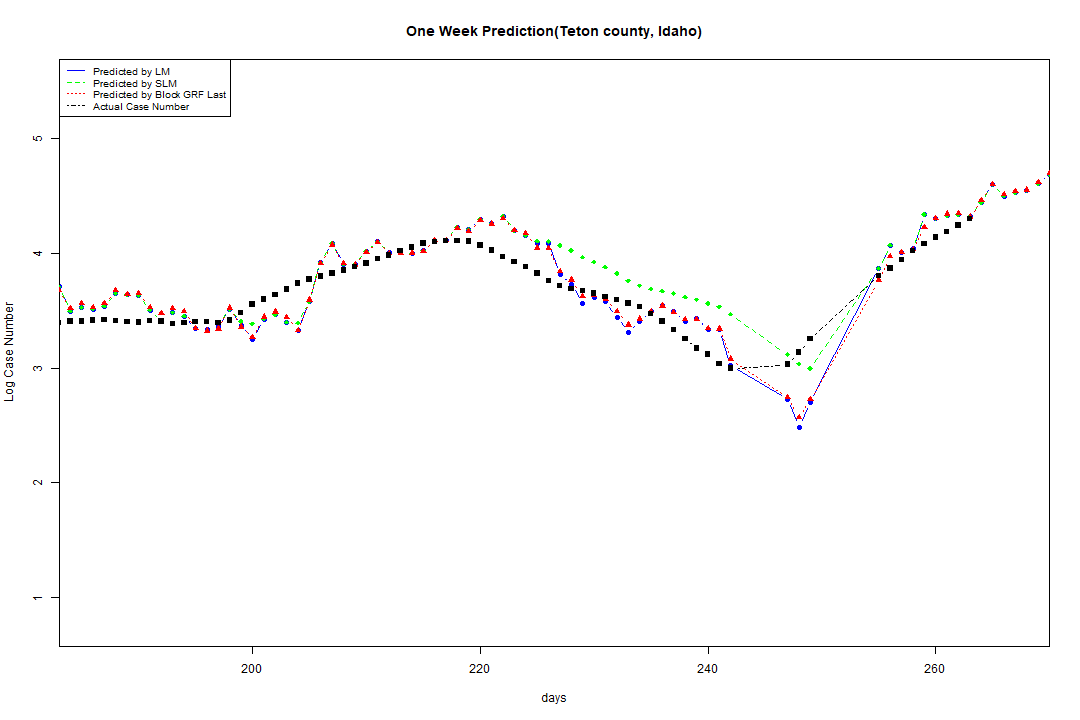 One Week Prediction(Teton county, Idaho)
Predicted by LM
Predicted by SLM
Predicted by Block GRF Last
Actual Case Number
5
4
3
2
1
Log Case Number
200
220
240
260
days